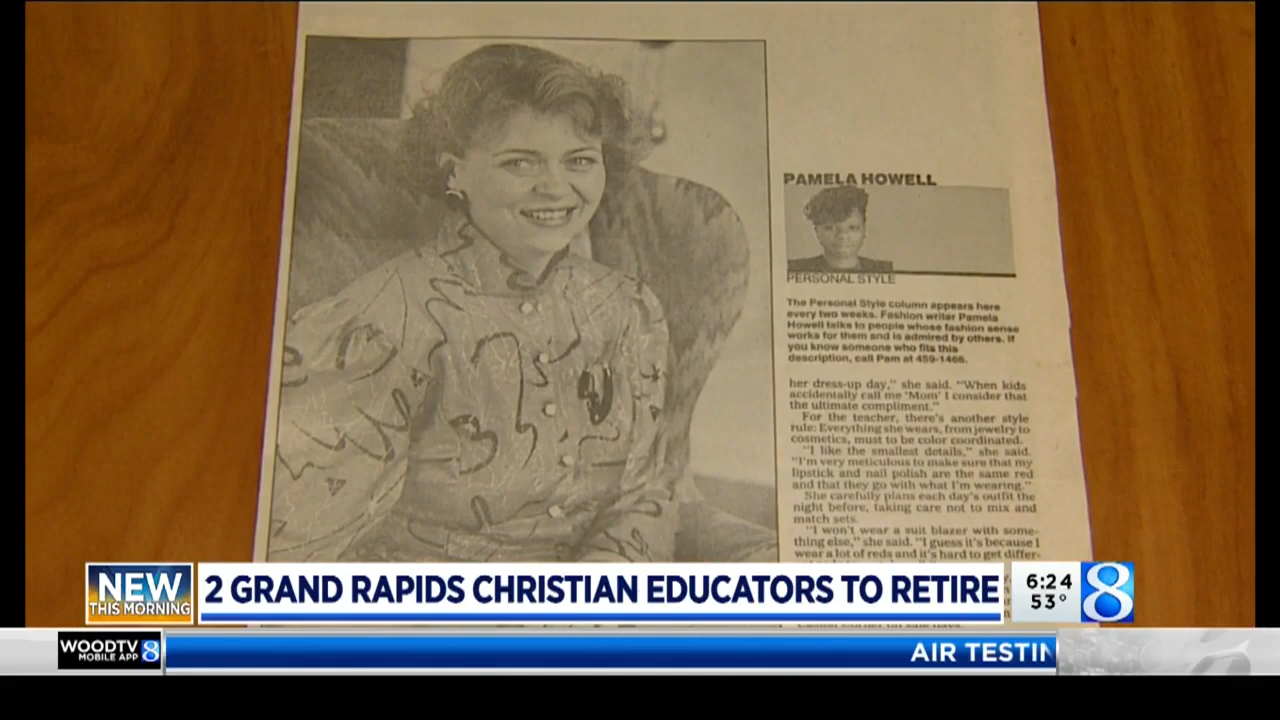 PAMELA HOWELL
PERSONAL STYLE
The Personal Style column appears here
every two weeks. Fashion writer Pamela
Howell talks to people whose fashion sense
works for them and is admired by others. If
you know someone who fits this
description, call Pam at 459-1466.
her dress-up day," she said. "When kids
accidentally call me 'Mom' I consider that
the ultimate compliment."
For the teacher, there's another style
rule: Everything she wears, from jewelry to
cosmetics, must to be color coordinated.
"I like the smallest details," she said.
"I'm very meticulous to make sure that my
lipstick and nail polish are the same red
and that they go with what I'm wearing."
She carefully plans each day's outfit the
night before, taking care not to mix and
match sets.
"I won't wear a suit blazer with some-
thing else," she said. "I guess it's because I
wear a lot of reds and it's hard to get differ-
NEW
THIS MORNING
2 GRAND RAPIDS CHRISTIAN EDUCATORS TO RETIRE
6:24
53°
8
WOODTV
MOBILE APP 8
AIR TESTIN